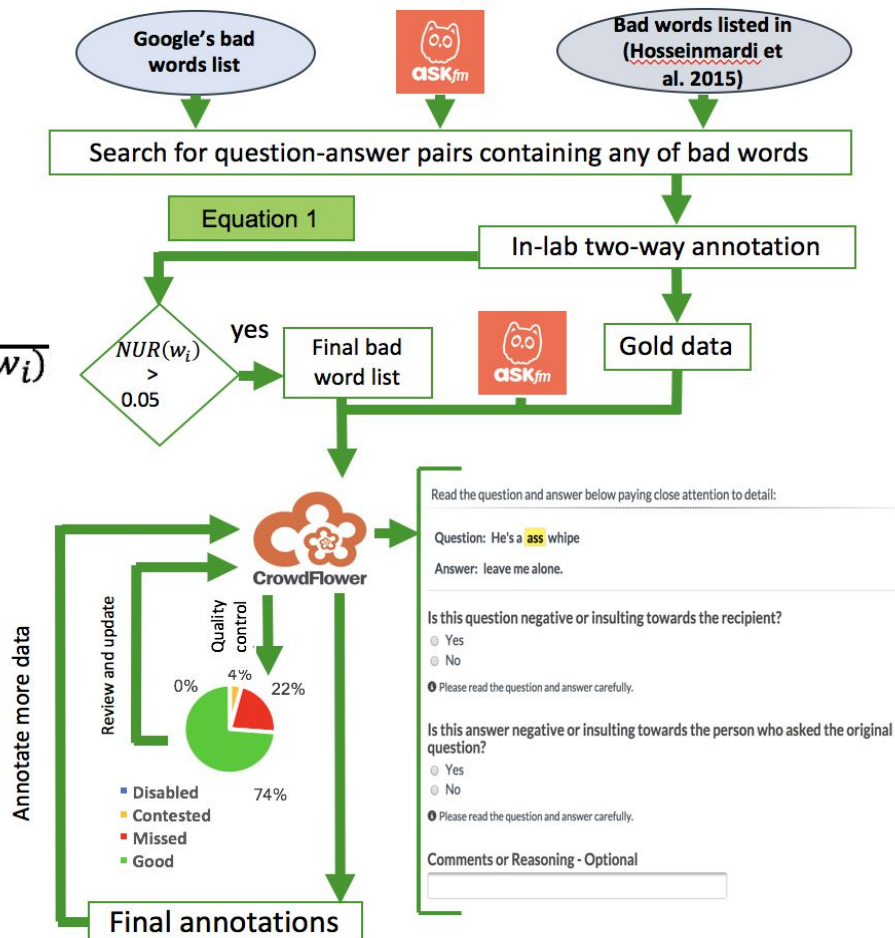 Google's bad
words list
ASKfm
Bad words listed in
(Hosseinmardi et
al. 2015)
Search for question-answer pairs containing any of bad words
Equation 1
In-lab two-way annotation
w_i)
NUR(w_i)
>
0.05
yes
Final bad
word list
ASKfm
Gold data
CrowdFlower
Read the question and answer below paying close attention to detail:
Question: He's a ass whipe
Answer: leave me alone.
Is this question negative or insulting towards the recipient?
Yes
No
Please read the question and answer carefully.
Is this answer negative or insulting towards the person who asked the original
question?
Yes
No
Please read the question and answer carefully.
Comments or Reasoning - Optional
Annotate more data
Review and update
Quality
control
0%
4%
22%
74%
Disabled
Contested
Missed
Good
Final annotations